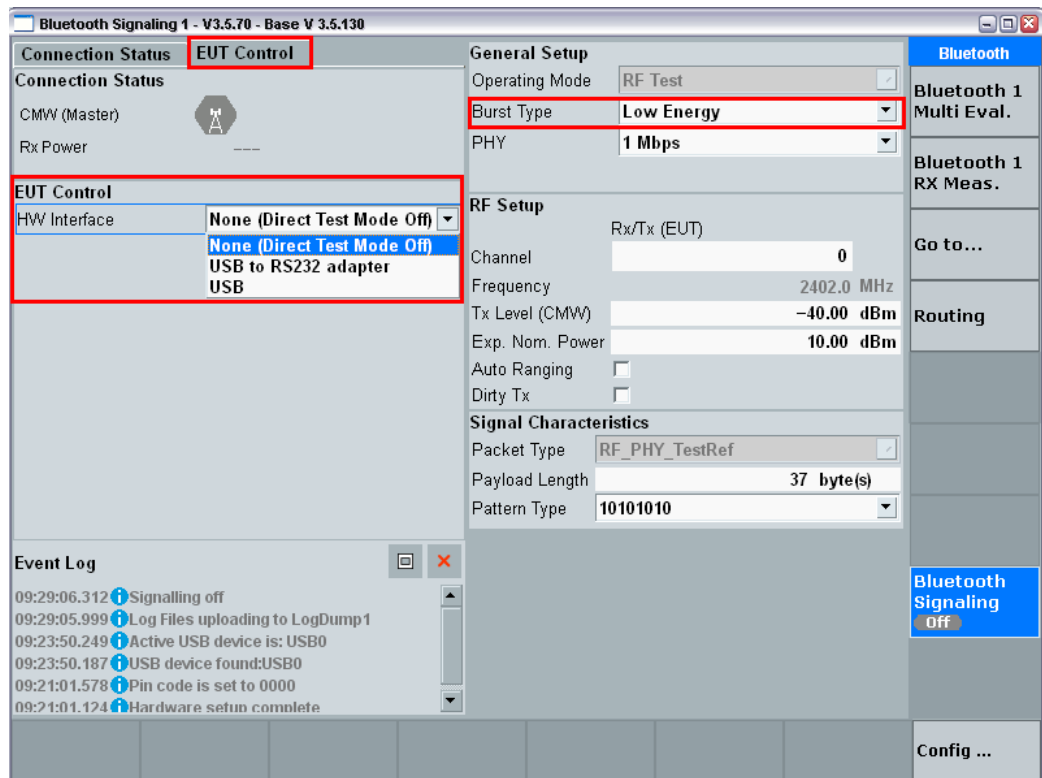 Bluetooth Signaling 1 - V3.5.70 - Base V 3.5.130
Connection Status
EUT Control
Connection Status
CMW (Master)
Rx Power
---
EUT Control
HW Interface
None (Direct Test Mode Off)
None (Direct Test Mode Off)
USB to RS232 adapter
USB
Event Log
09:29:06.312 Signalling off
09:29:05.999 Log Files uploading to LogDump1
09:23:50.249 Active USB device is: USB0
09:23:50.187 USB device found:USB0
09:21:01.578 Pin code is set to 0000
09:21:01.124 Hardware setup complete
General Setup
Operating Mode RF Test
Burst Type Low Energy
PHY 1 Mbps
RF Setup
Rx/Tx (EUT)
Channel 0
Frequency 2402.0 MHz
Tx Level (CMW) -40.00 dBm
Exp. Nom. Power 10.00 dBm
Auto Ranging
Dirty Tx
Signal Characteristics
Packet Type RF_PHY_TestRef
Payload Length 37 byte(s)
Pattern Type 10101010
Bluetooth
Bluetooth 1
Multi Eval.
Bluetooth 1
RX Meas.
Go to...
Routing
Bluetooth
Signaling
Off
Config ...